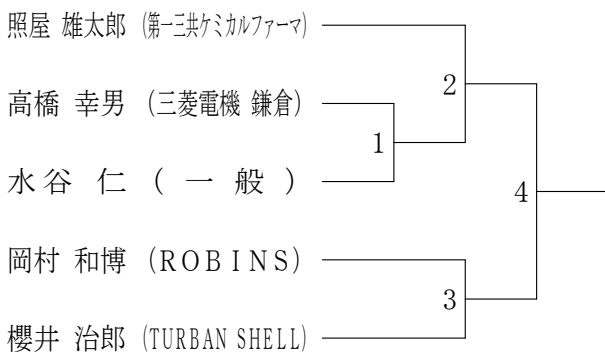 照屋 雄太郎 (第一三共ケミカルファーマ)
2
高橋 幸男 (三菱電機 鎌倉)
1
水谷 仁 ( 一 般 )
4
岡村 和博 (ROBINS)
3
櫻井 治郎 (TURBAN SHELL)